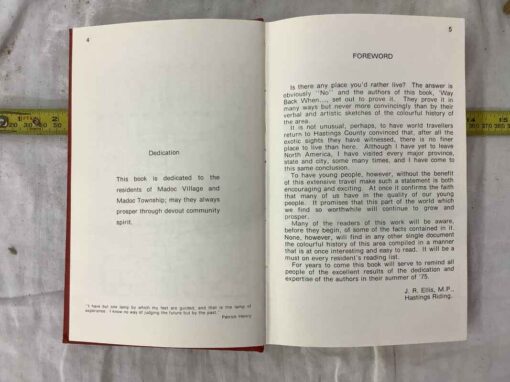 4
Dedication
This book is dedicated to the
residents of Madoc Village and
Madoc Township; may they always
prosper through devout community
spirit.
"I have but one lamp by which my feet are guided, and that is the lamp of
experience. I know no way of judging the future but by the past."
Patrick Henry
5
FOREWORD
Is there any place you'd rather live? The answer is
obviously "No" and the authors of this book, 'Way
Back When..., set out to prove it. They prove it in
many ways but never more convincingly than by their
verbal and artistic sketches of the colourful history of
the area.
It is not unusual, perhaps, to have world travellers
return to Hastings County convinced that, after all the
exotic sights they have witnessed, there is no finer
place to live than here. Although I have yet to leave
North America, I have visited every major province,
state and city, some many times, and I have come to
this same conclusion.
To have young people, however, without the benefit
of this extensive travel make such a statement is both
encouraging and exciting. At once it confirms the faith
that many of us have in the quality of our young
people. It promises that this part of the world which
we find so worthwhile will continue to grow and
prosper.
Many of the readers of this work will be aware,
before they begin, of some of the facts contained in it.
None, however, will find in any other single document
the colourful history of this area compiled in a manner
that is at once interesting and easy to read. It will be a
must on every resident's reading list.
For years to come this book will serve to remind all
people of the excellent results of the dedication and
expertise of the authors in their summer of '75.
J. R. Ellis, M.P.,
Hastings Riding.